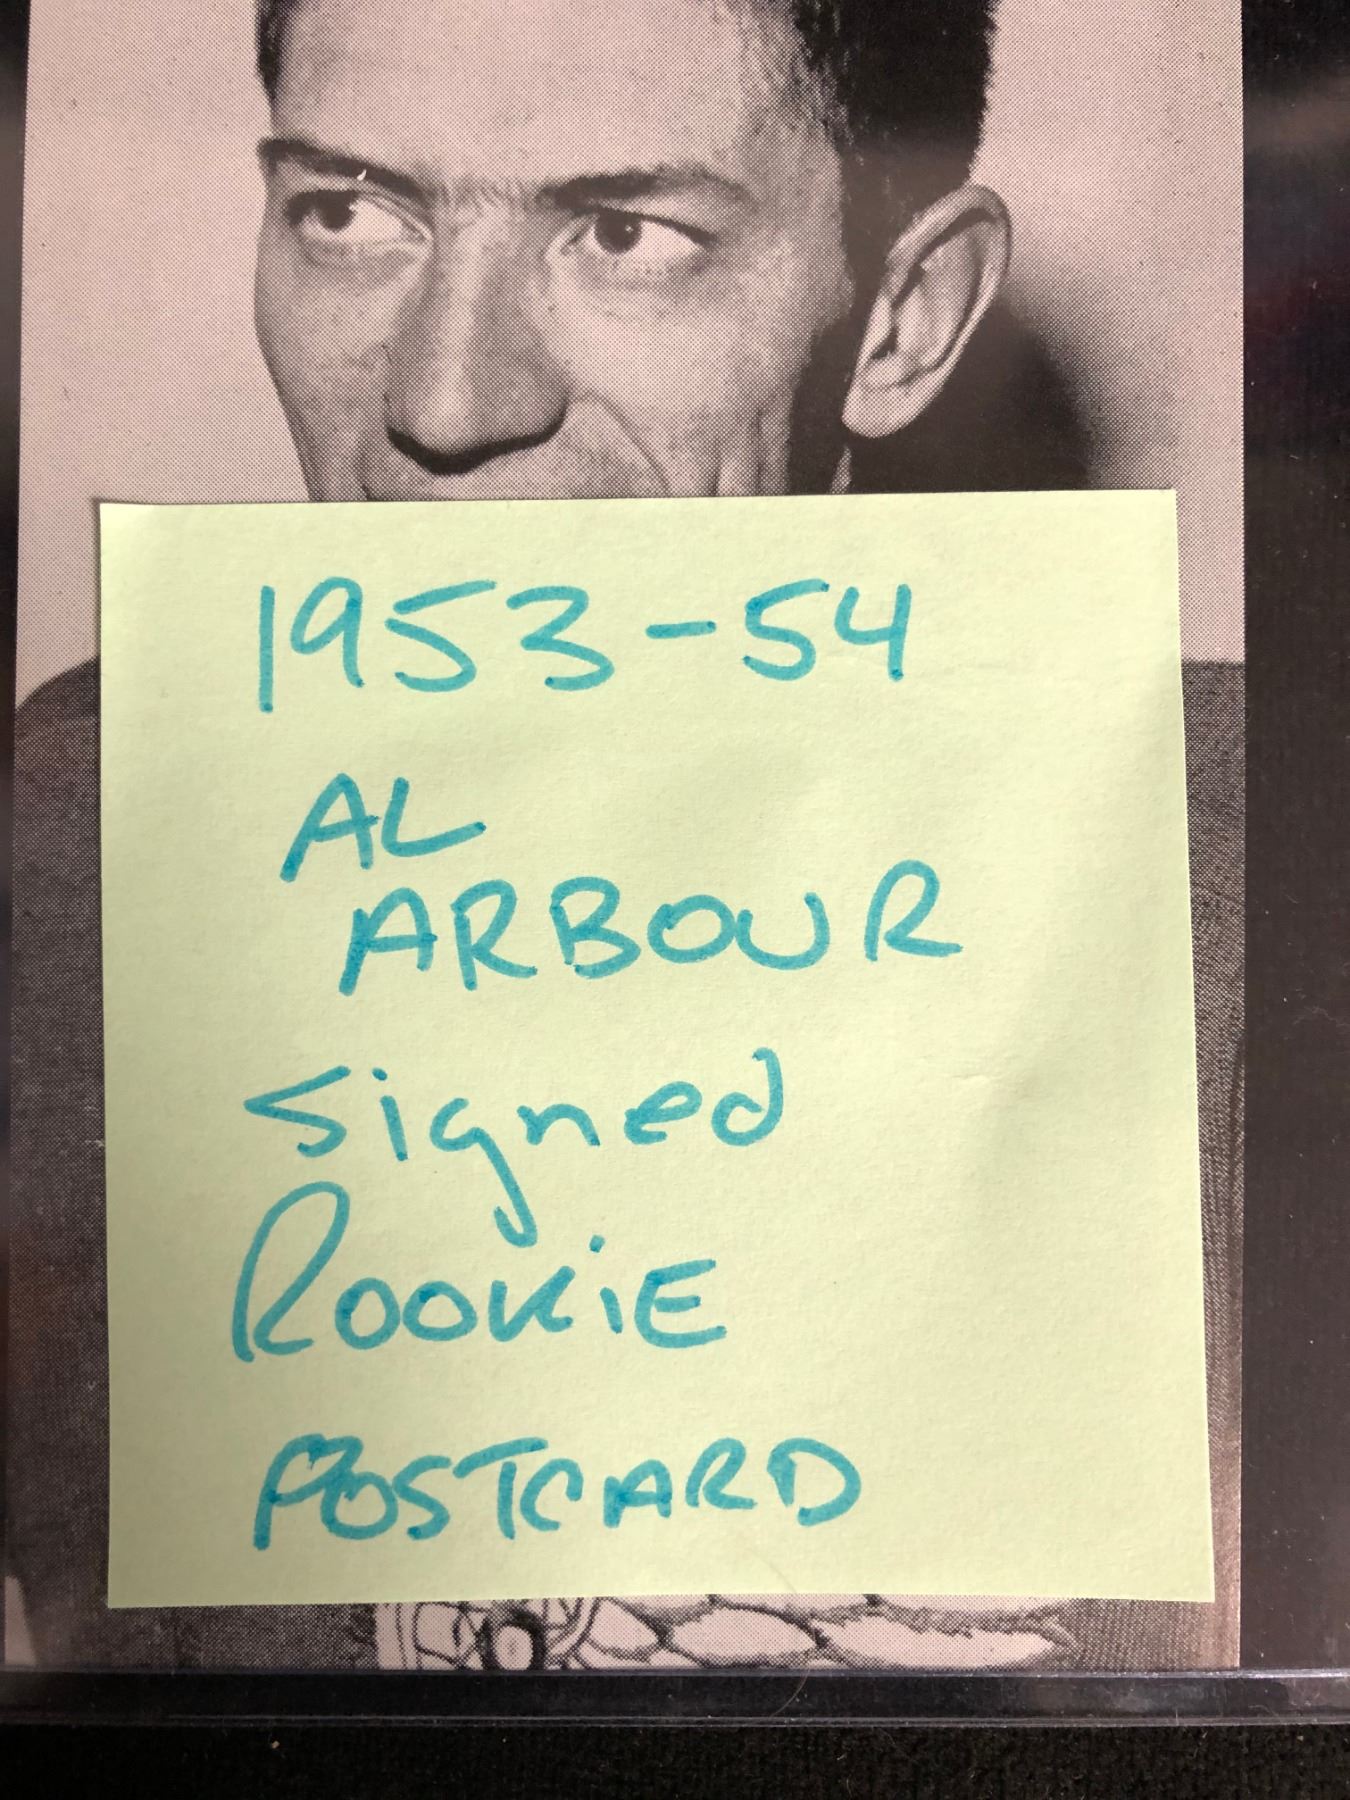 1953-54
AL
ARBOUR
Signed
ROOKiE
POSTCARD